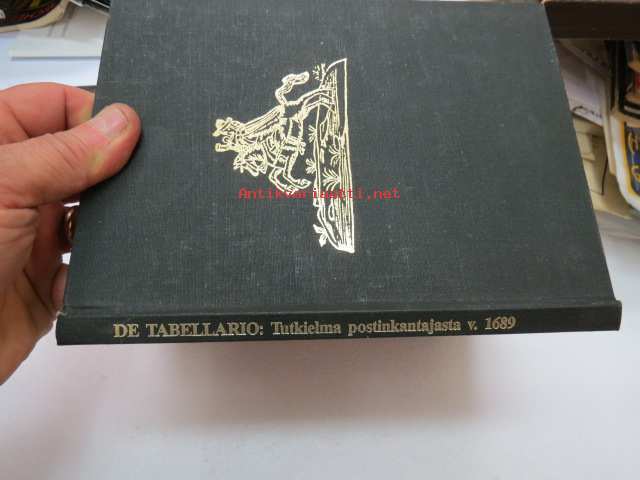 Antikvariaatti.net
DE TABELLARIO: Tutkielma postinkantajasta v. 1689